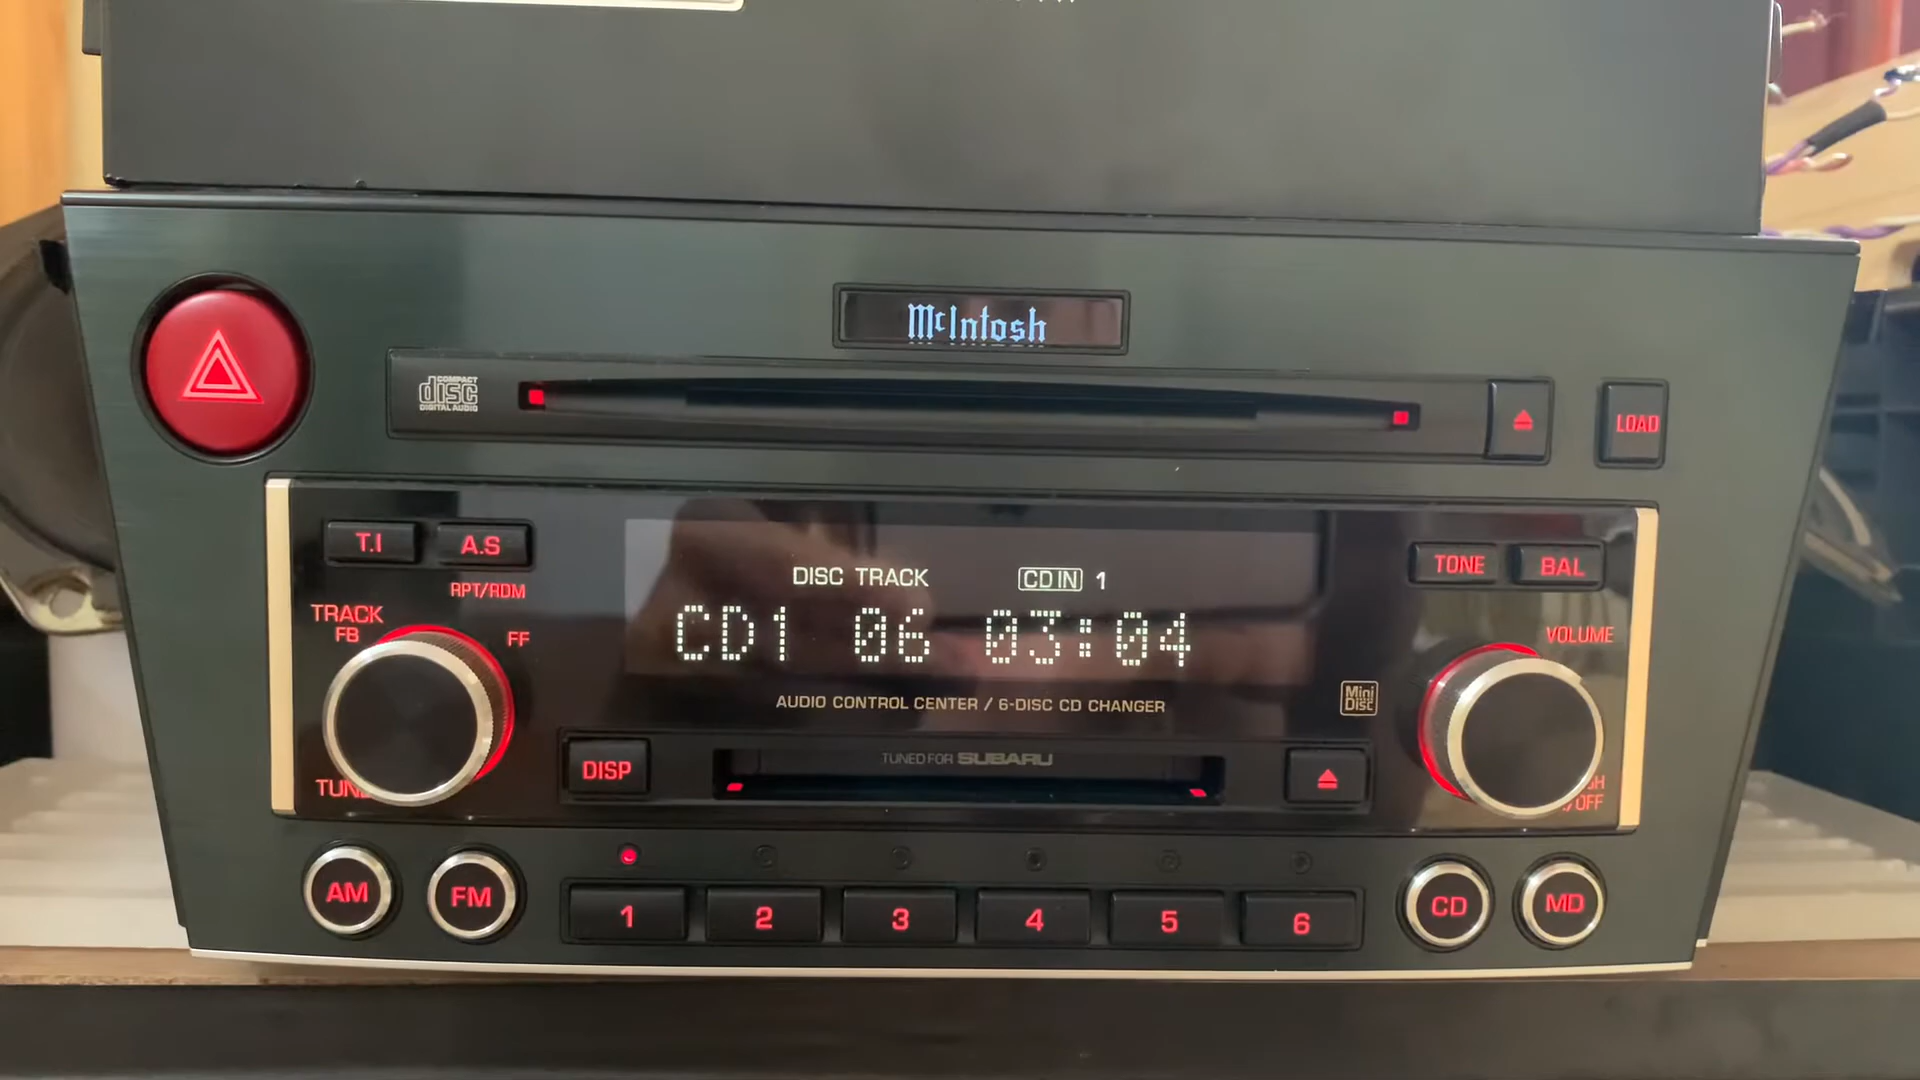 McIntosh
COMPACT
disc
DIGITAL AUDIO
LOAD
T.I
A.S
RPT/RDM
TRACK
FB
FF
DISC TRACK
CD IN 1
CD1 06 03:04
AUDIO CONTROL CENTER / 6-DISC CD CHANGER
Mini
Disc
TONE
BAL
VOLUME
DISP
TUNED FOR SUBARU
/OFF
AM
FM
1
2
3
4
5
6
CD
MD